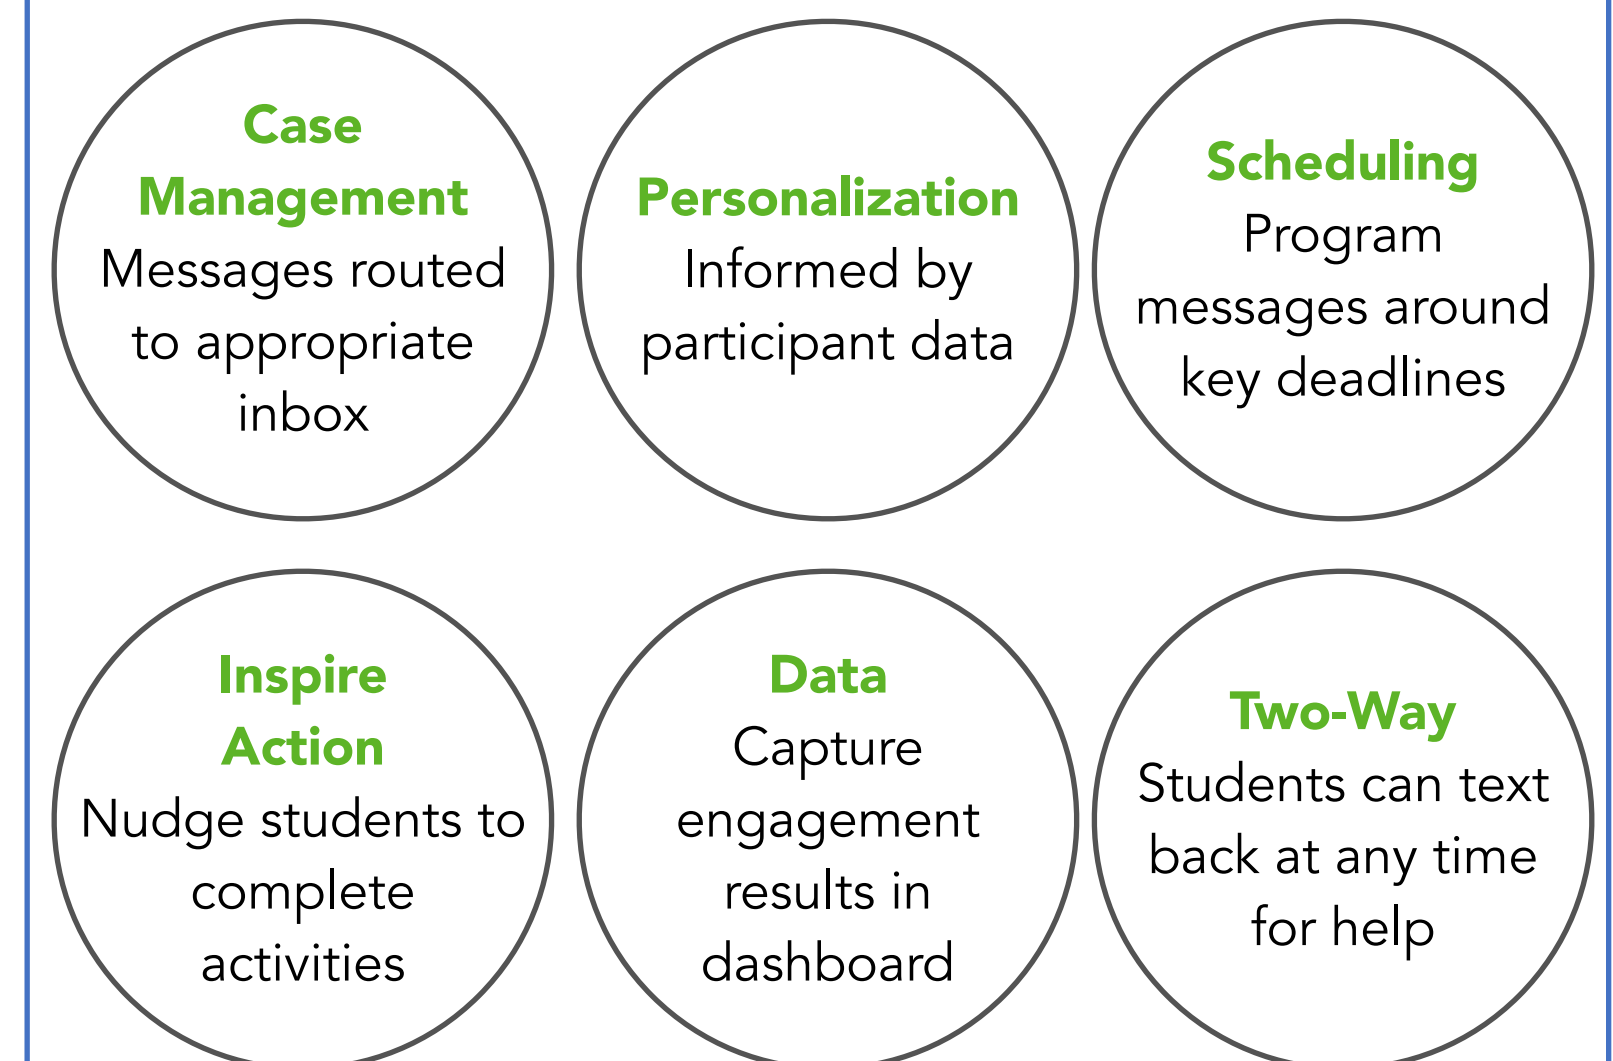 Case
Management
Messages routed
to appropriate
inbox
Personalization
Informed by
participant data
Scheduling
Program
messages around
key deadlines
Inspire
Action
Nudge students to
complete
activities
Data
Capture
engagement
results in
dashboard
Two-Way
Students can text
back at any time
for help